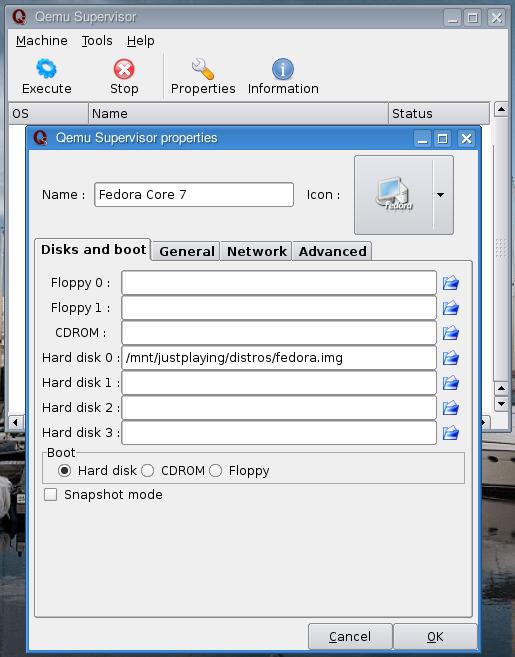 Qemu Supervisor
Machine Tools Help
Execute Stop Properties Information
OS Name Status
Qemu Supervisor properties
Name : Fedora Core 7 Icon : fedora
Disks and boot General Network Advanced
Floppy 0 :
Floppy 1 :
CDROM :
Hard disk 0 : /mnt/justplaying/distros/fedora.img
Hard disk 1 :
Hard disk 2 :
Hard disk 3 :
Boot
Hard disk CDROM Floppy
Snapshot mode
Cancel OK